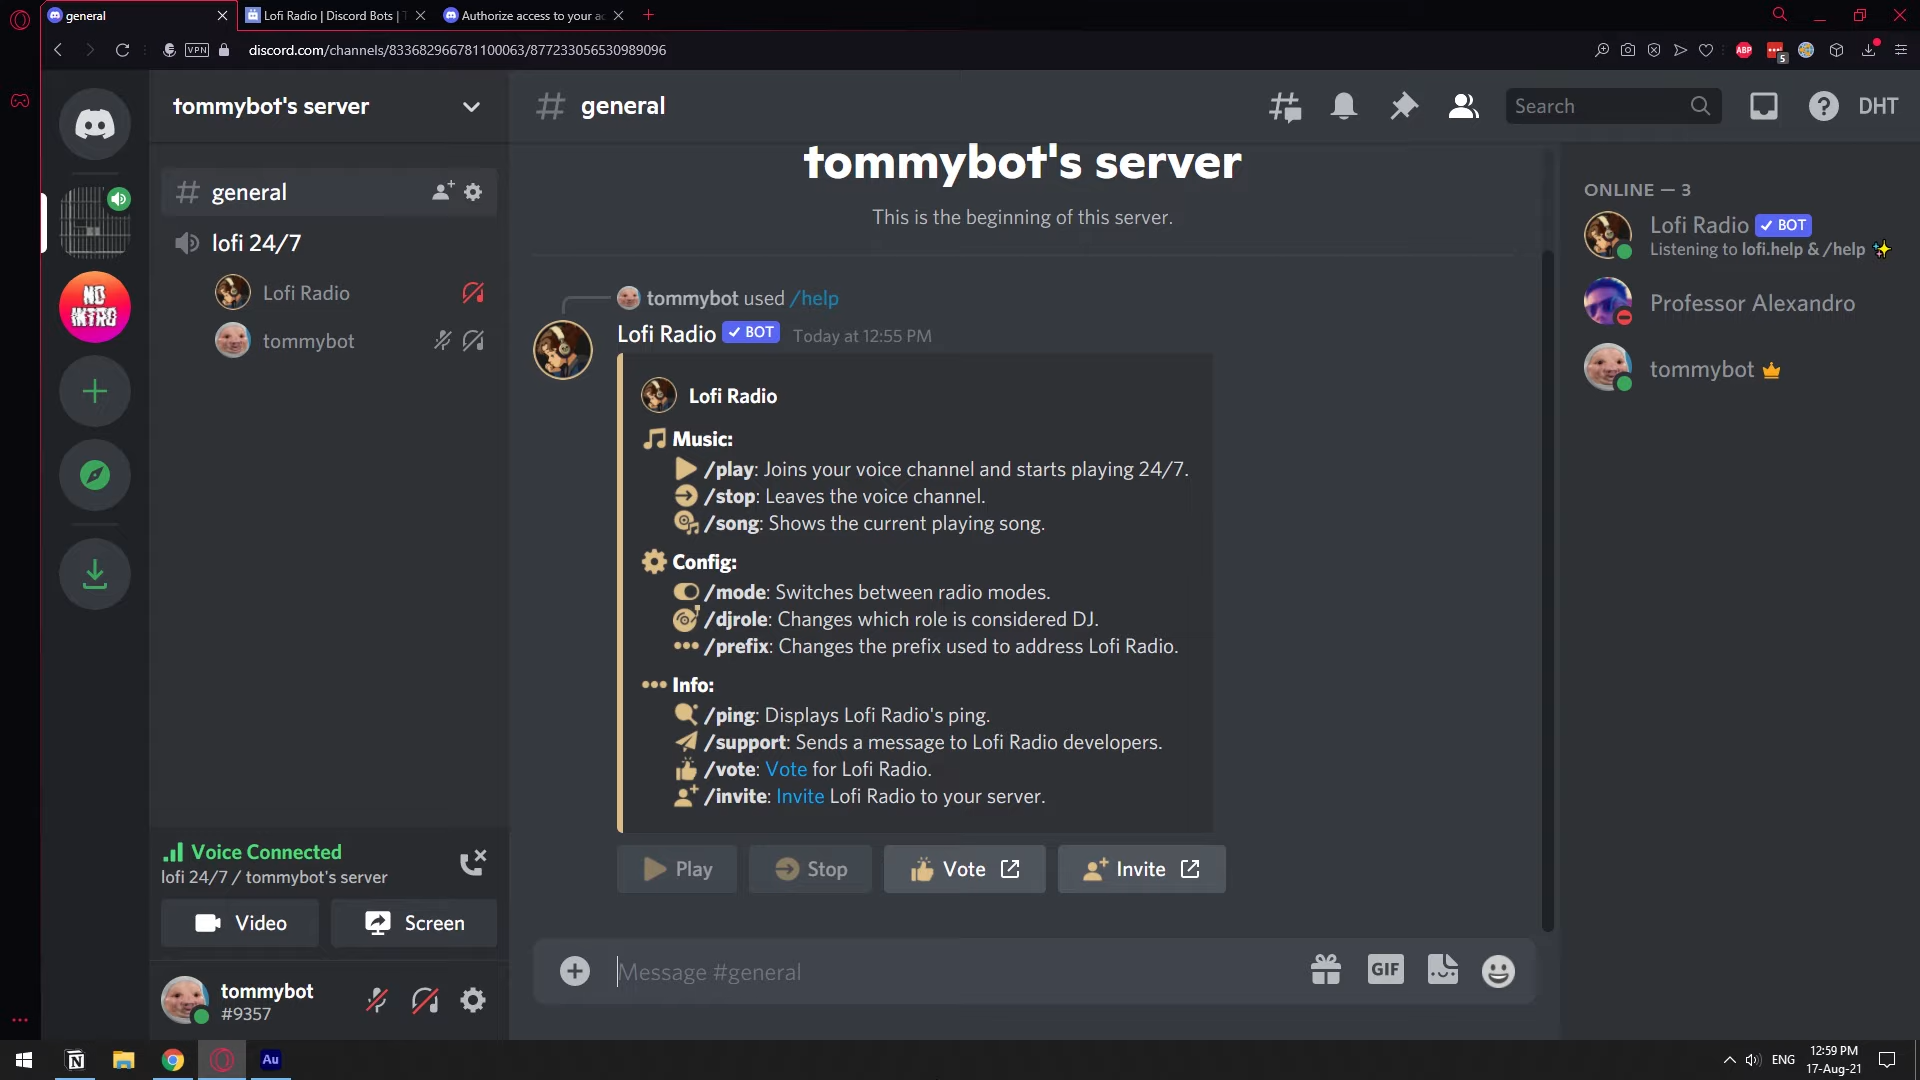 general
Lofi Radio | Discord Bots |
Authorize access to your ac
VPN
discord.com/channels/833682966781100063/877233056530989096
ABP
5
tommybot's server
general
Search
DHT
NO
INTRO
general
lofi 24/7
Lofi Radio
tommybot
Voice Connected
lofi 24/7 / tommybot's server
Video
Screen
tommybot
#9357
tommybot's server
This is the beginning of this server.
tommybot used /help
Lofi Radio BOT Today at 12:55 PM
Lofi Radio
Music:
/play: Joins your voice channel and starts playing 24/7.
/stop: Leaves the voice channel.
/song: Shows the current playing song.
Config:
/mode: Switches between radio modes.
/djrole: Changes which role is considered DJ.
/prefix: Changes the prefix used to address Lofi Radio.
Info:
/ping: Displays Lofi Radio's ping.
/support: Sends a message to Lofi Radio developers.
/vote: Vote for Lofi Radio.
/invite: Invite Lofi Radio to your server.
Play
Stop
Vote
Invite
Message #general
GIF
ONLINE — 3
Lofi Radio BOT
Listening to lofi.help & /help
Professor Alexandro
tommybot
Au
ENG
12:59 PM
17-Aug-21